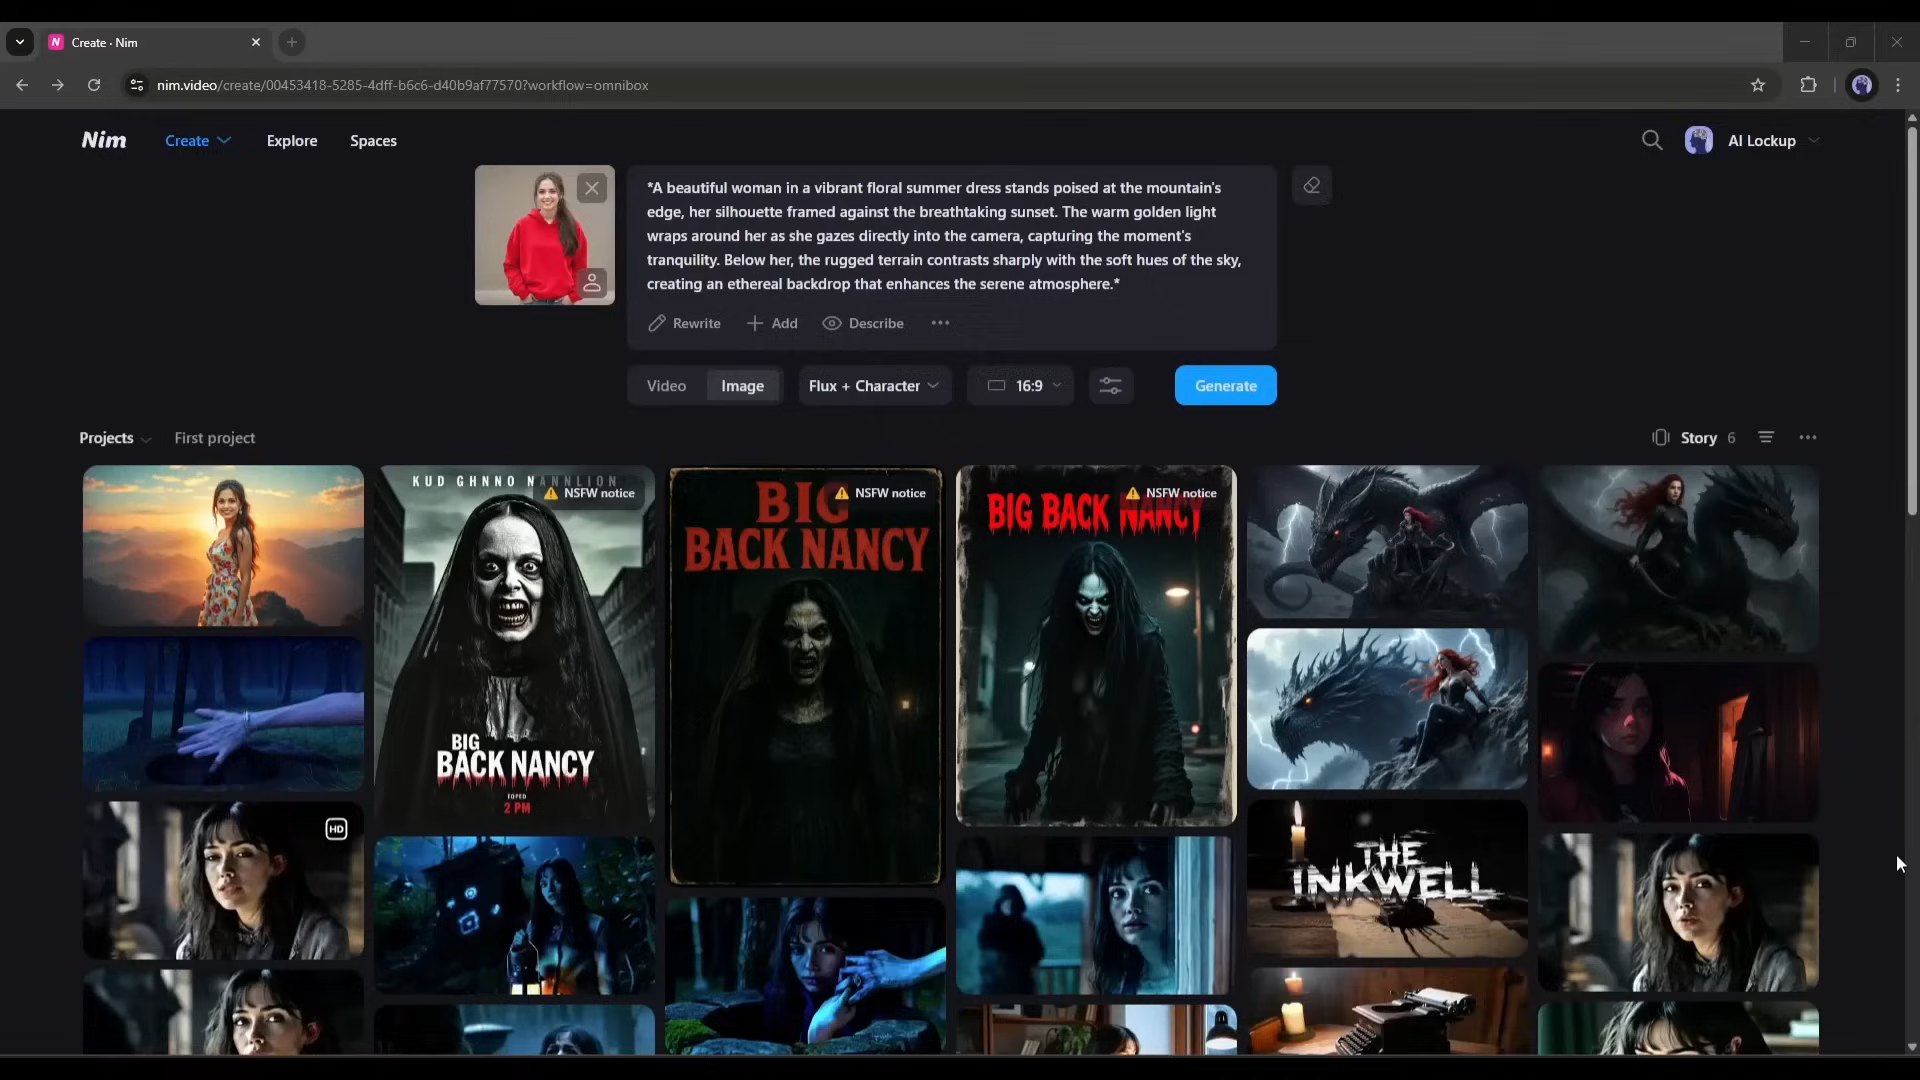 Create · Nim
nim.video/create/00453418-5285-4dff-b6c6-d40b9af77570?workflow=omnibox
Nim
Create
Explore
Spaces
AI Lockup
*A beautiful woman in a vibrant floral summer dress stands poised at the mountain's
edge, her silhouette framed against the breathtaking sunset. The warm golden light
wraps around her as she gazes directly into the camera, capturing the moment's
tranquility. Below her, the rugged terrain contrasts sharply with the soft hues of the sky,
creating an ethereal backdrop that enhances the serene atmosphere.*
Rewrite
Add
Describe
Video
Image
Flux + Character
16:9
Generate
Projects
First project
Story 6
KUD GHNNO NANNLION
NSFW notice
BIG
BACK NANCY
TOPED
2 PM
NSFW notice
BIG
BACK NANCY
NSFW notice
BIG BACK NANCY
HD
THE
INKWELL